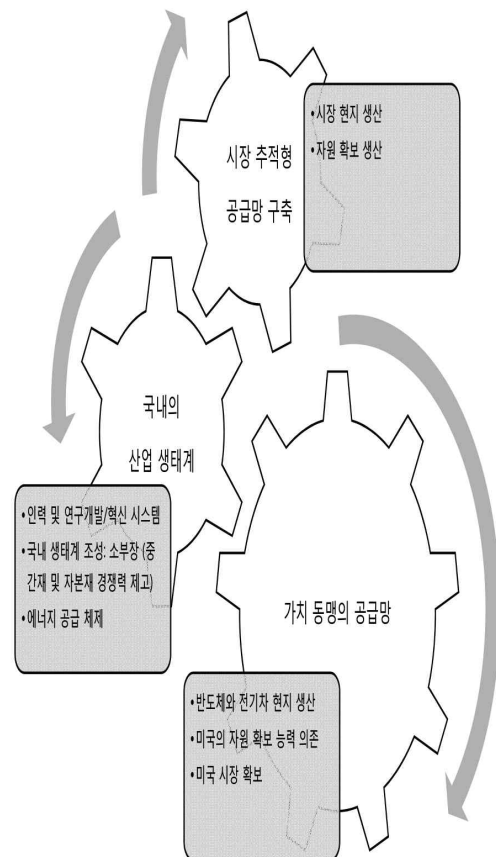 시장 추적형
공급망 구축
•시장 현지 생산
•자원 확보 생산
국내의
산업 생태계
•인력 및 연구개발/혁신 시스템
•국내 생태계 조성: 소부장 (중
간재 및 자본재 경쟁력 제고)
•에너지 공급 체제
가치 동맹의 공급망
•반도체와 전기차 현지 생산
•미국의 자원 확보 능력 의존
•미국 시장 확보